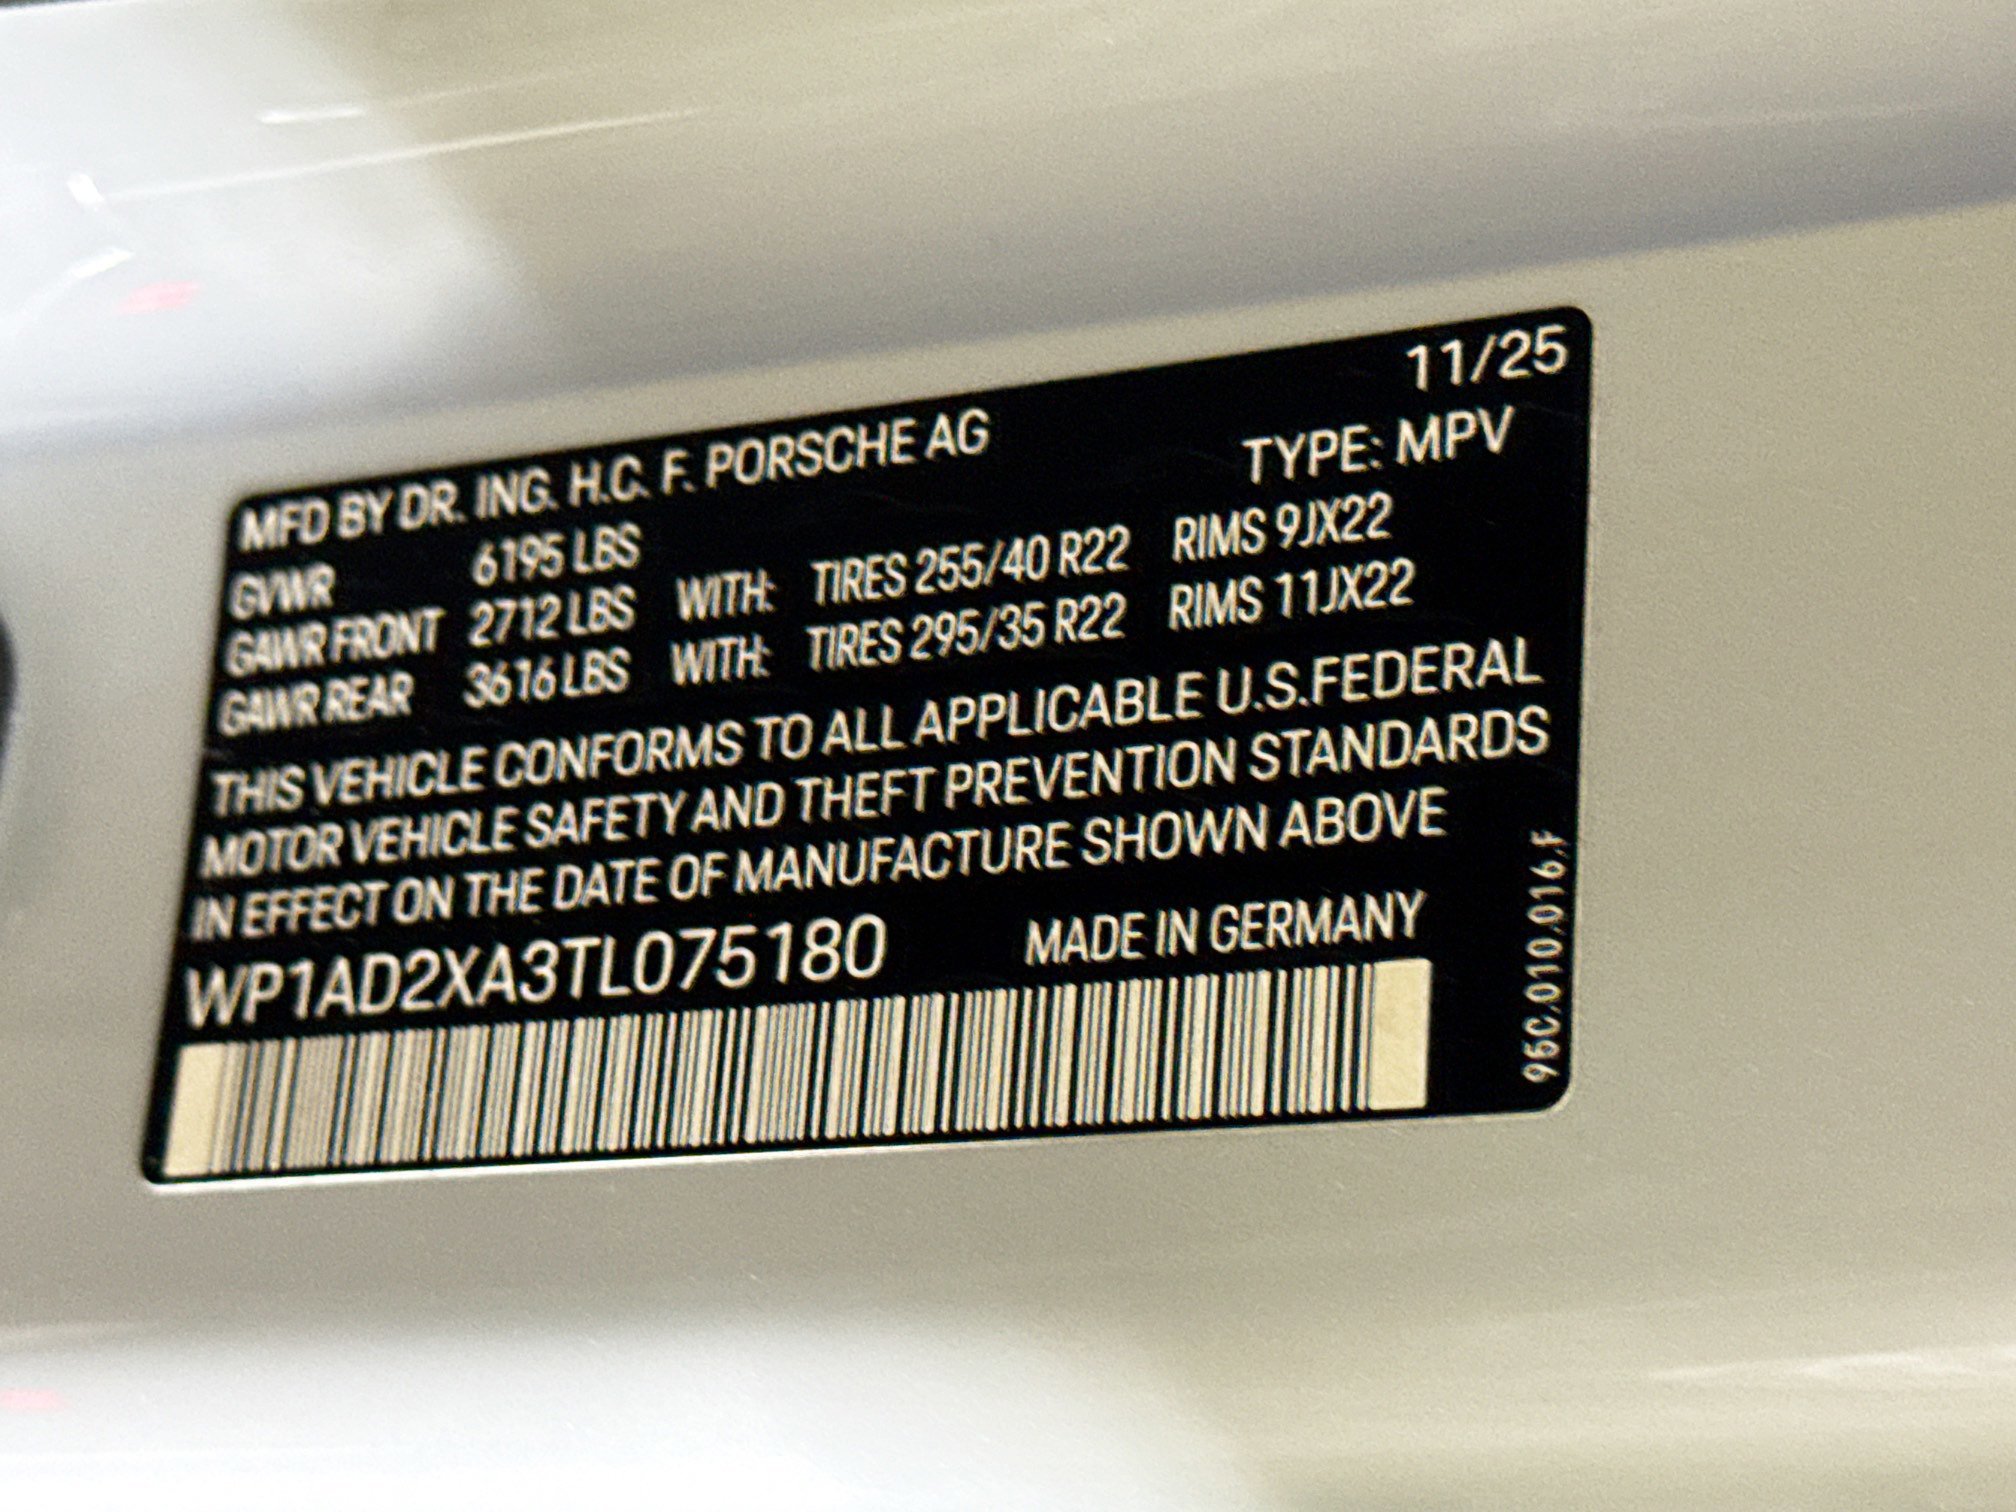 11/25
MFD BY DR. ING. H.C. F. PORSCHE AG TYPE: MPV
GVWR 6195 LBS
GAWR FRONT 2712 LBS WITH: TIRES 255/40 R22 RIMS 9JX22
GAWR REAR 3616 LBS WITH: TIRES 295/35 R22 RIMS 11JX22
THIS VEHICLE CONFORMS TO ALL APPLICABLE U.S.FEDERAL
MOTOR VEHICLE SAFETY AND THEFT PREVENTION STANDARDS
IN EFFECT ON THE DATE OF MANUFACTURE SHOWN ABOVE
WP1AD2XA3TL075180 MADE IN GERMANY
95C.010.016.F